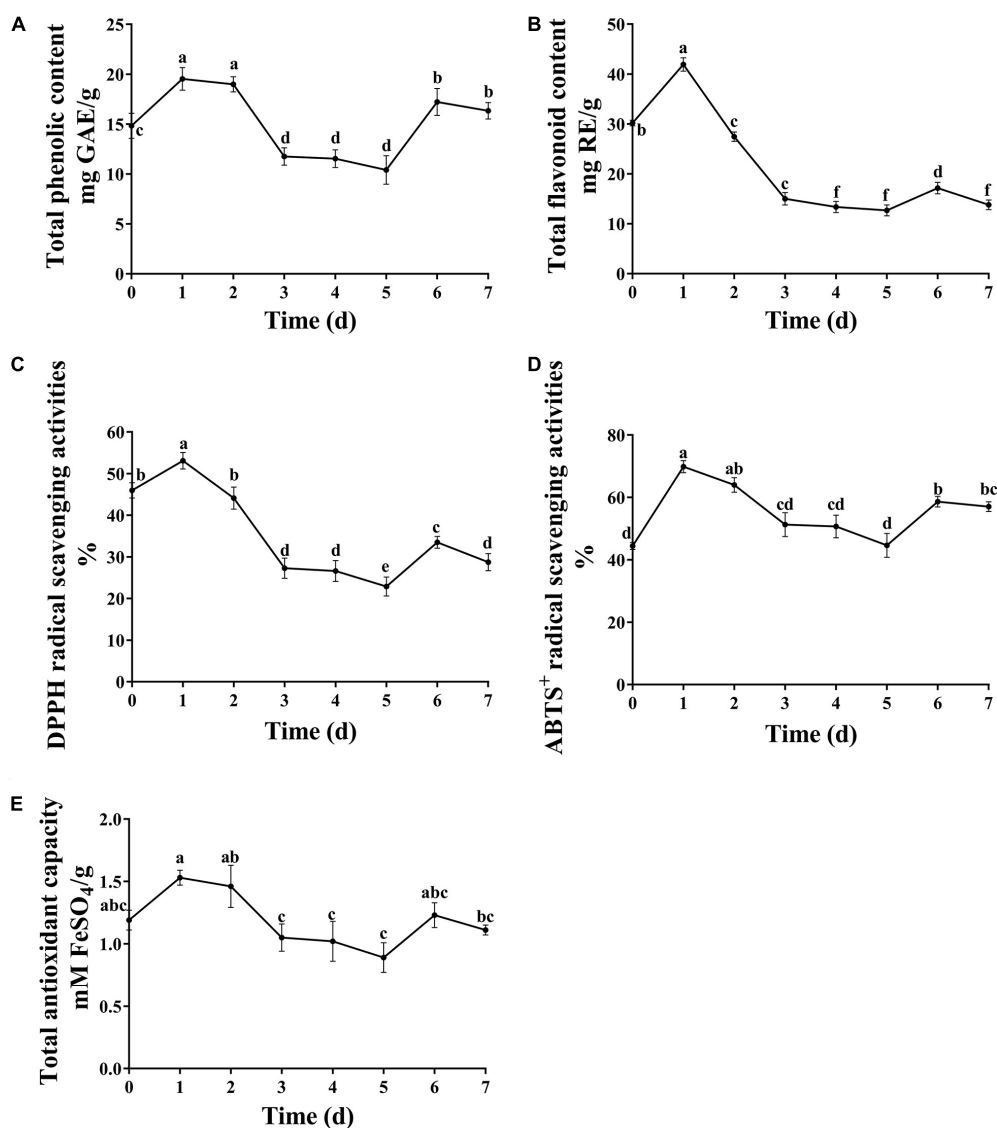 A
Total phenolic content
mg GAE/g
25
20
15
10
5
0
a
a
b
b
c
d
d
d
0 1 2 3 4 5 6 7
Time (d)
B
Total flavonoid content
mg RE/g
50
40
30
20
10
0
a
b
c
c
f
f
d
f
0 1 2 3 4 5 6 7
Time (d)
C
DPPH radical scavenging activities
%
60
50
40
30
20
10
0
b
a
b
d
d
e
c
d
0 1 2 3 4 5 6 7
Time (d)
D
ABTS+ radical scavenging activities
%
80
60
40
20
0
d
a
ab
cd
cd
d
b
bc
0 1 2 3 4 5 6 7
Time (d)
E
Total antioxidant capacity
mM FeSO4/g
2.0
1.5
1.0
0.5
0.0
abc
a
ab
c
c
c
abc
bc
0 1 2 3 4 5 6 7
Time (d)